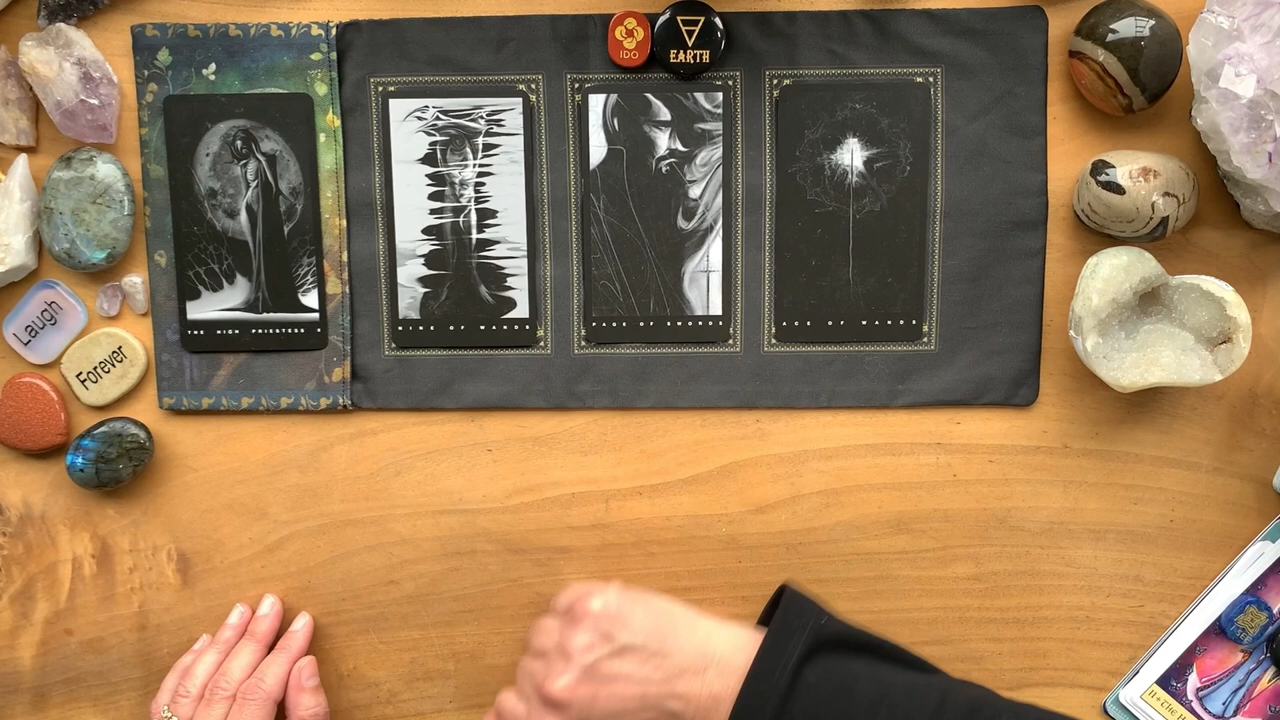 IDO
EARTH
THE HIGH PRIESTESS
NINE OF WANDS
PAGE OF SWORDS
ACE OF WANDS
Laugh
Forever